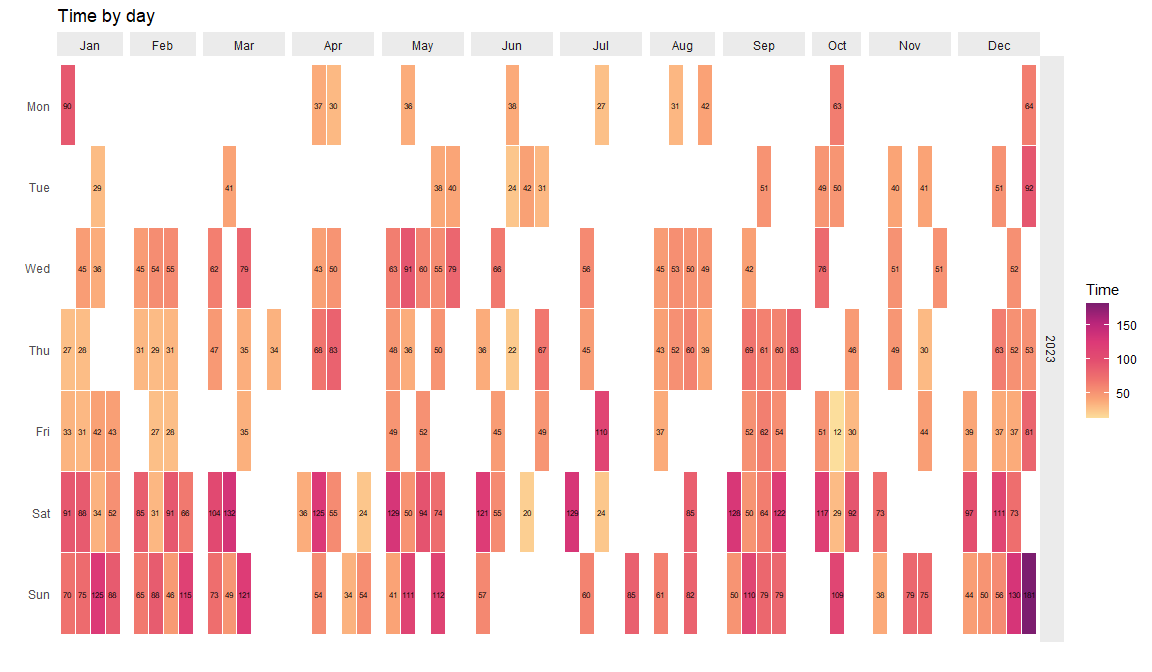 Time by day
Jan Feb Mar Apr May Jun Jul Aug Sep Oct Nov Dec
Mon 90 37 30 36 38 27 31 42 63 64
Tue 29 41 38 40 24 42 31 51 49 50 40 41 51 92
Wed 45 36 45 54 55 62 79 43 50 63 91 60 55 79 66 56 45 53 50 49 42 76 51 51 52
Thu 27 28 31 29 31 47 35 34 68 83 48 36 50 36 22 67 45 43 52 60 39 69 61 60 83 46 49 30 63 52 53
Fri 33 31 42 43 27 28 35 49 52 45 49 110 37 52 62 54 51 12 30 44 39 37 37 81
Sat 91 88 34 52 85 31 91 66 104 132 36 125 55 24 129 50 94 74 121 55 20 129 24 85 126 50 64 122 117 29 92 73 97 111 73
Sun 70 75 125 88 65 88 46 115 73 49 121 54 34 54 41 111 112 57 60 85 61 82 50 110 79 79 109 38 79 75 44 50 56 130 181
2023
Time
150
100
50